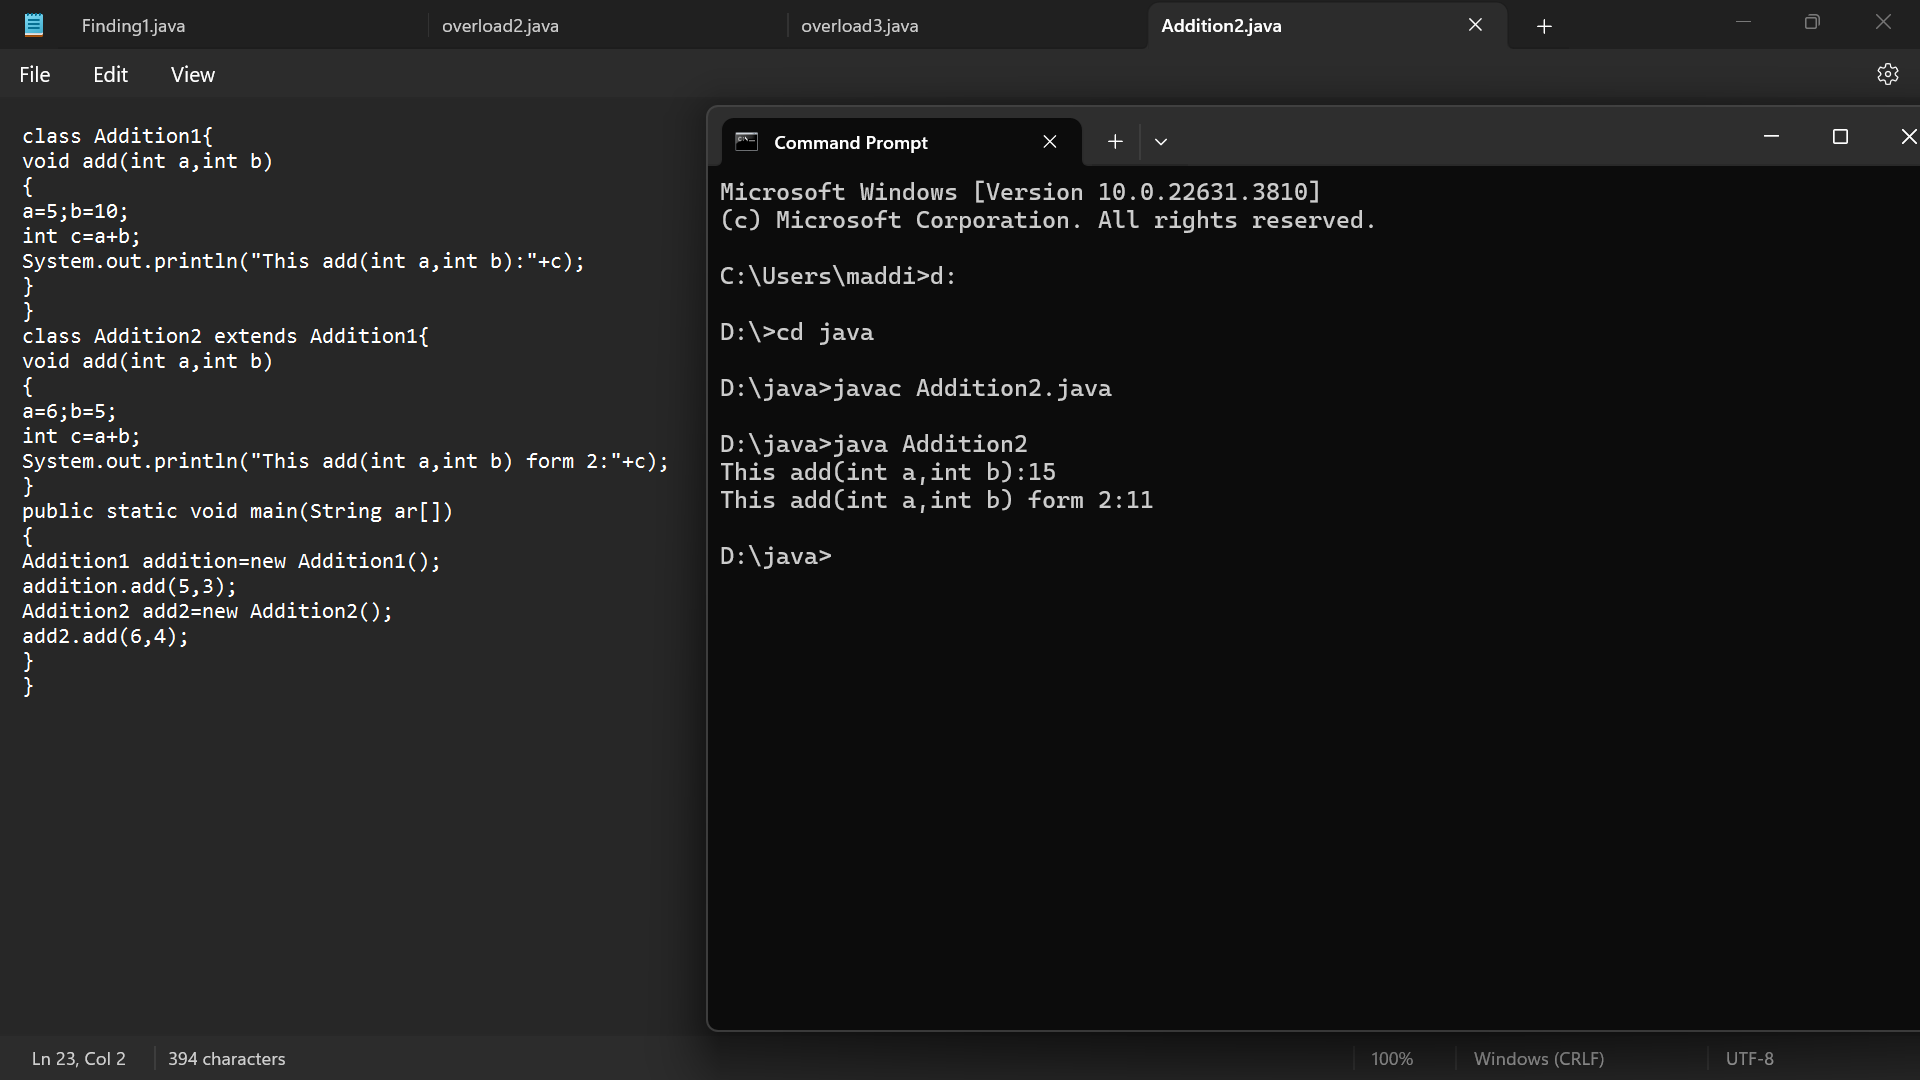 Finding1.java
overload2.java
overload3.java
Addition2.java
File
Edit
View
class Addition1{
void add(int a,int b)
{
a=5;b=10;
int c=a+b;
System.out.println("This add(int a,int b):"+c);
}
}
class Addition2 extends Addition1{
void add(int a,int b)
{
a=6;b=5;
int c=a+b;
System.out.println("This add(int a,int b) form 2:"+c);
}
public static void main(String ar[])
{
Addition1 addition=new Addition1();
addition.add(5,3);
Addition2 add2=new Addition2();
add2.add(6,4);
}
}
Command Prompt
Microsoft Windows [Version 10.0.22631.3810]
(c) Microsoft Corporation. All rights reserved.
C:\Users\maddi>d:
D:\>cd java
D:\java>javac Addition2.java
D:\java>java Addition2
This add(int a,int b):15
This add(int a,int b) form 2:11
D:\java>
Ln 23, Col 2
394 characters
100%
Windows (CRLF)
UTF-8